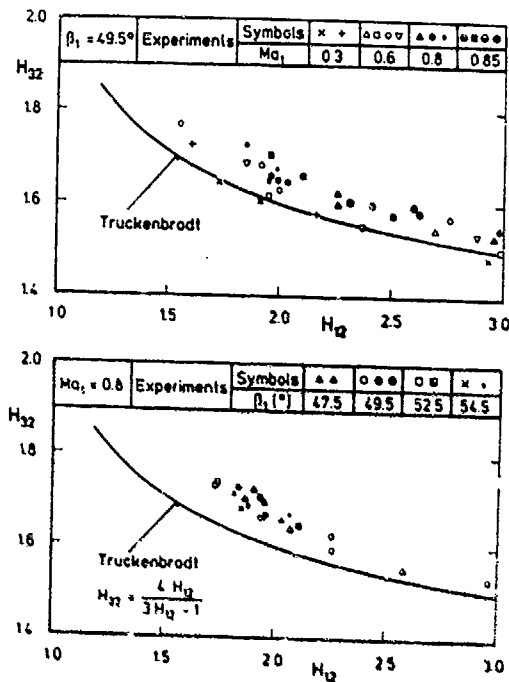 2.0
β₁ = 49.5° Experiments Symbols × + △ □ ○ ▽ ▲ ● ♦
Ma₁ 0.3 0.6 0.8 0.85
H₃₂
1.8
1.6
Truckenbrodt
1.4
1.0 1.5 2.0 2.5 3.0
H₁₂
2.0
Ma₁ = 0.8 Experiments Symbols
β₁(°) 47.5 49.5 52.5 54.5
H₃₂
1.8
1.6
Truckenbrodt
H₃₂ = 4 H₁₂ / 3H₁₂ - 1
1.4
1.0 1.5 2.0 2.5 3.0
H₁₂